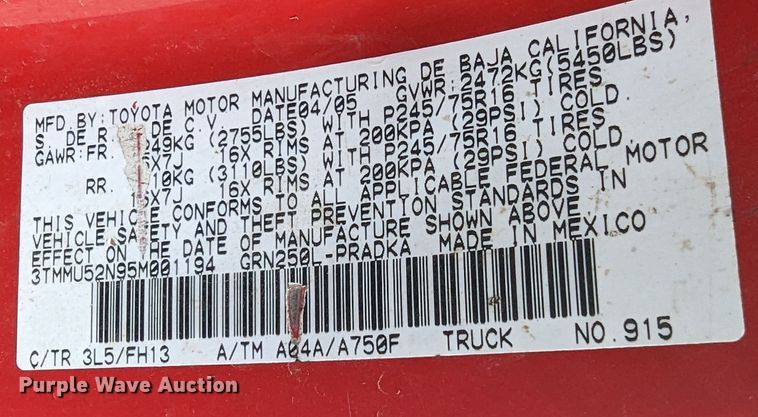 MFD.BY:TOYOTA MOTOR MANUFACTURING DE BAJA CALIFORNIA,
S. DE R. DE C.V. DATE04/05 GVWR:2472KG(5450LBS)
GAWR:FR. 49KG (2755LBS) WITH P245/75R16 TIRES
X7J 16X RIMS AT 200KPA (29PSI) COLD.
RR. 10KG (3110LBS) WITH P245/75R16 TIRES
X7J 16X RIMS AT 200KPA (29PSI) COLD.
THIS VEHICLE CONFORMS TO ALL APPLICABLE FEDERAL MOTOR
VEHICLE SAFETY AND THEFT PREVENTION STANDARDS IN
EFFECT ON THE DATE OF MANUFACTURE SHOWN ABOVE.
3TMMU52N95M001194 GRN250L-PRADKA MADE IN MEXICO
C/TR 3L5/FH13 A/TM A04A/A750F TRUCK NO.915
Purple Wave Auction